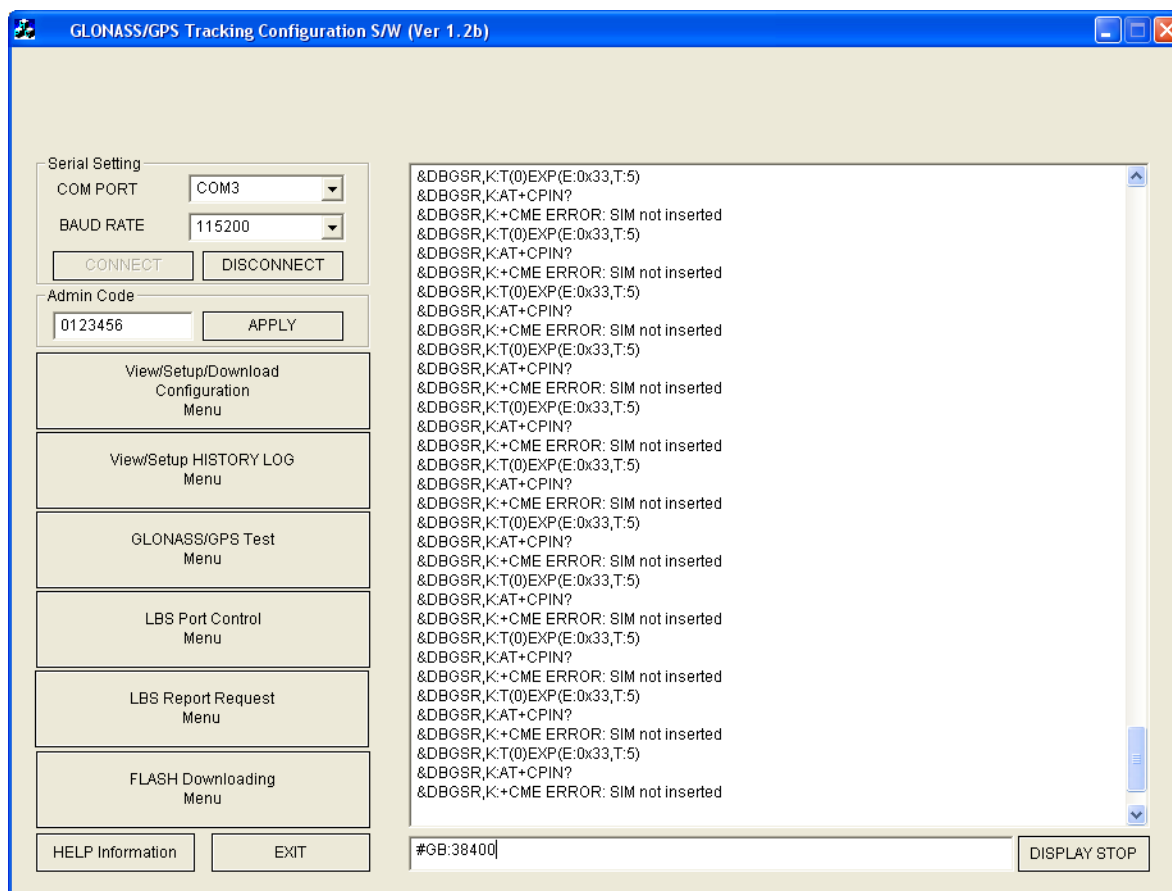 GLONASS/GPS Tracking Configuration S/W (Ver 1.2b)
Serial Setting
COM PORT
COM3
BAUD RATE
115200
CONNECT
DISCONNECT
Admin Code
0123456
APPLY
View/Setup/Download
Configuration
Menu
View/Setup HISTORY LOG
Menu
GLONASS/GPS Test
Menu
LBS Port Control
Menu
LBS Report Request
Menu
FLASH Downloading
Menu
HELP Information
EXIT
&DBGSR,K:T(0)EXP(E:0x33,T:5)
&DBGSR,K:AT+CPIN?
&DBGSR,K:+CME ERROR: SIM not inserted
&DBGSR,K:T(0)EXP(E:0x33,T:5)
&DBGSR,K:AT+CPIN?
&DBGSR,K:+CME ERROR: SIM not inserted
&DBGSR,K:T(0)EXP(E:0x33,T:5)
&DBGSR,K:AT+CPIN?
&DBGSR,K:+CME ERROR: SIM not inserted
&DBGSR,K:T(0)EXP(E:0x33,T:5)
&DBGSR,K:AT+CPIN?
&DBGSR,K:+CME ERROR: SIM not inserted
&DBGSR,K:T(0)EXP(E:0x33,T:5)
&DBGSR,K:AT+CPIN?
&DBGSR,K:+CME ERROR: SIM not inserted
&DBGSR,K:T(0)EXP(E:0x33,T:5)
&DBGSR,K:AT+CPIN?
&DBGSR,K:+CME ERROR: SIM not inserted
&DBGSR,K:T(0)EXP(E:0x33,T:5)
&DBGSR,K:AT+CPIN?
&DBGSR,K:+CME ERROR: SIM not inserted
&DBGSR,K:T(0)EXP(E:0x33,T:5)
&DBGSR,K:AT+CPIN?
&DBGSR,K:+CME ERROR: SIM not inserted
&DBGSR,K:T(0)EXP(E:0x33,T:5)
&DBGSR,K:AT+CPIN?
&DBGSR,K:+CME ERROR: SIM not inserted
&DBGSR,K:T(0)EXP(E:0x33,T:5)
&DBGSR,K:AT+CPIN?
&DBGSR,K:+CME ERROR: SIM not inserted
&DBGSR,K:T(0)EXP(E:0x33,T:5)
&DBGSR,K:AT+CPIN?
&DBGSR,K:+CME ERROR: SIM not inserted
#GB:38400
DISPLAY STOP